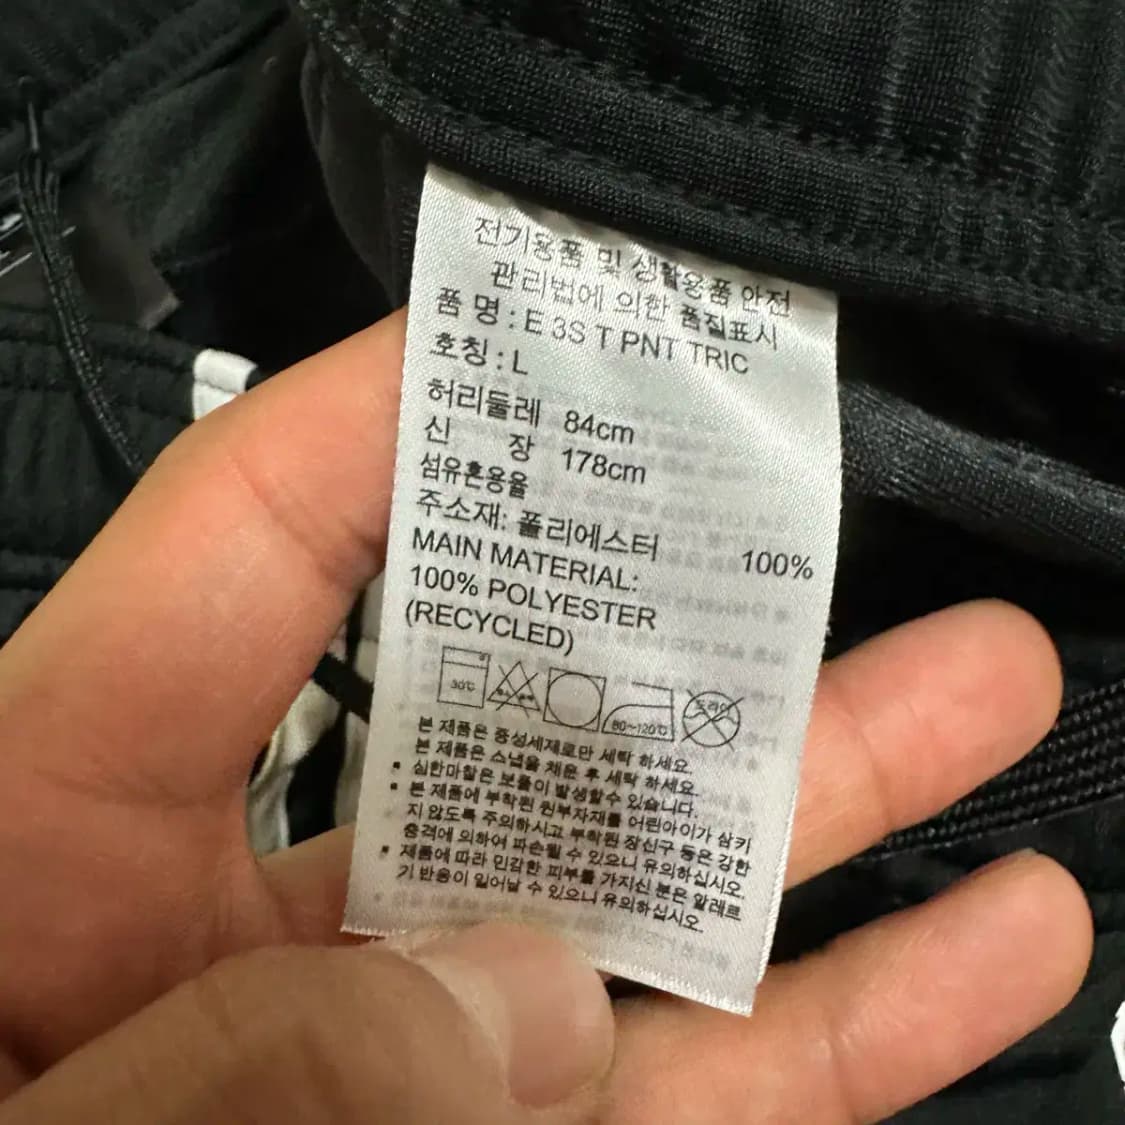 전기용품 및 생활용품 안전
관리법에 의한 품질표시
품 명 : E 3S T PNT TRIC
호칭 : L
허리둘레 84cm
신 장 178cm
섬유혼용율
주소재: 폴리에스터 100%
MAIN MATERIAL:
100% POLYESTER
(RECYCLED)
30℃ 80~120℃ 드라이
본 제품은 중성세제로만 세탁 하세요.
본 제품은 스냅을 채운 후 세탁 하세요.
▪ 심한마찰은 보풀이 발생할수 있습니다.
▪ 본 제품에 부착된 원부자재를 어린아이가 삼키
지 않도록 주의하시고 부착된 장신구 등은 강한
충격에 의하여 파손될 수 있으니 유의하십시오.
▪ 제품에 따라 민감한 피부를 가지신 분은 알레르
기 반응이 일어날 수 있으니 유의하십시오.